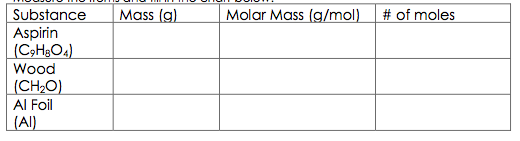 Substance Mass (g) Molar Mass (g/mol) # of moles
Aspirin
(C₉H₈O₄)
Wood
(CH₂O)
Al Foil
(Al)